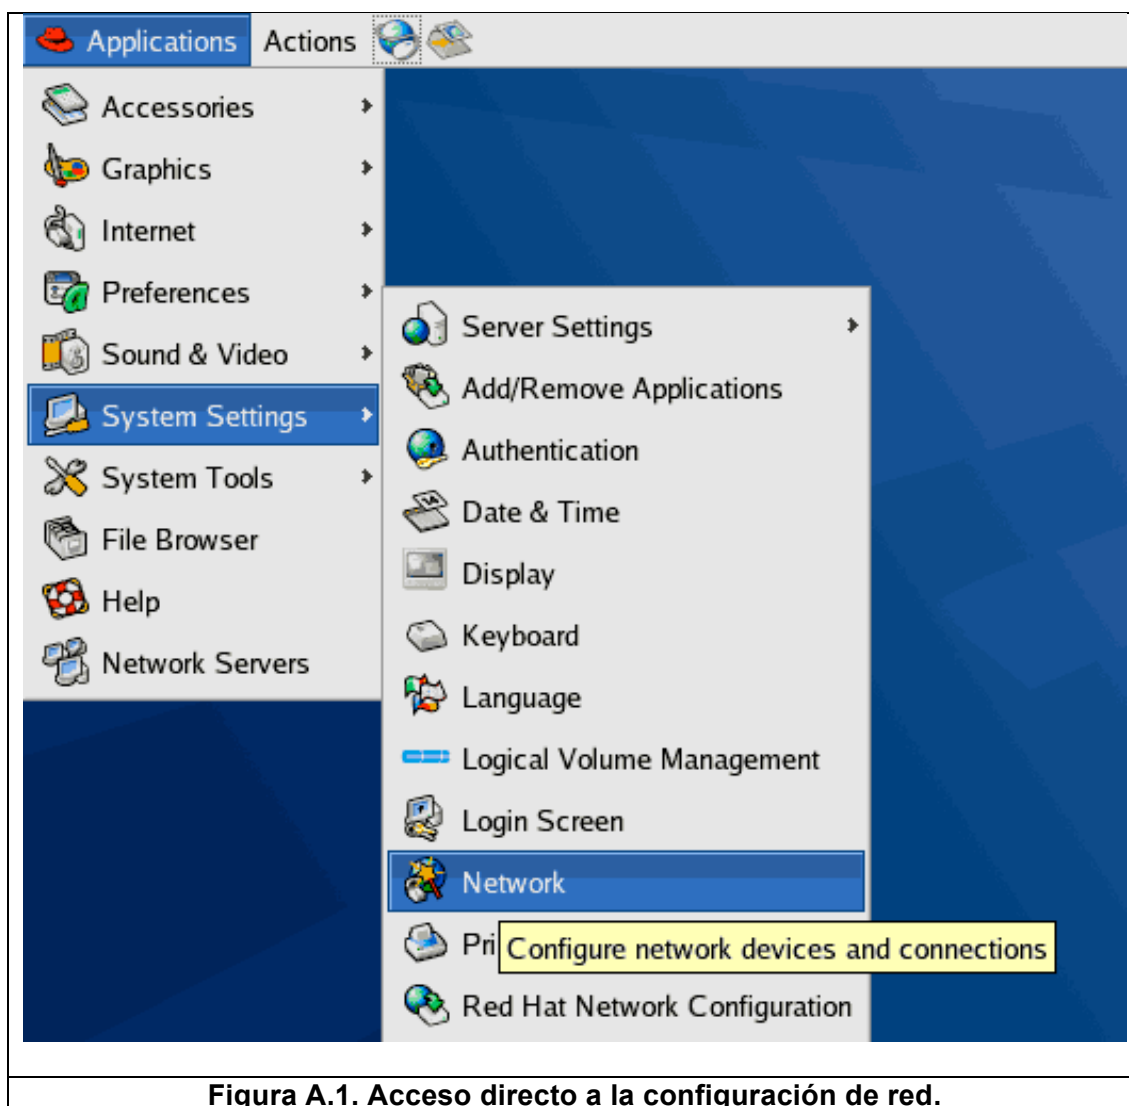 Applications Actions
Accessories
Graphics
Internet
Preferences
Sound & Video
System Settings
System Tools
File Browser
Help
Network Servers
Server Settings
Add/Remove Applications
Authentication
Date & Time
Display
Keyboard
Language
Logical Volume Management
Login Screen
Network
Pri
Configure network devices and connections
Red Hat Network Configuration
Figura A.1. Acceso directo a la configuración de red.